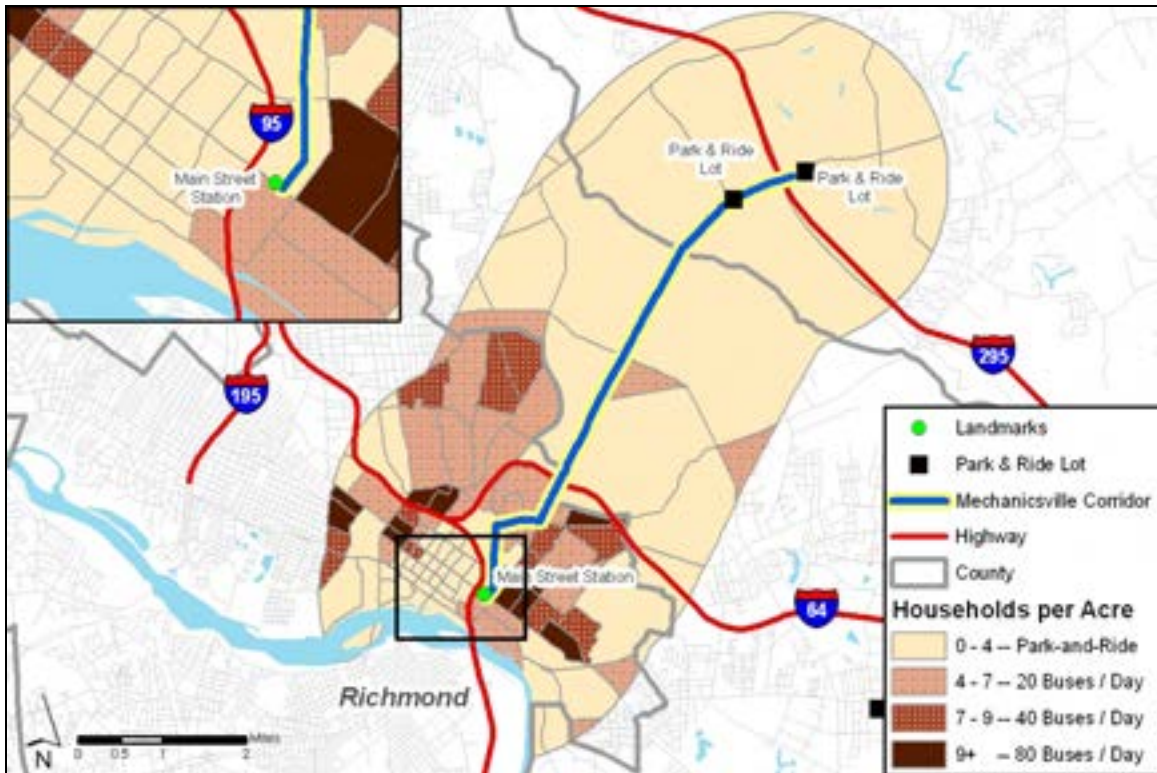 95
Main Street
Station
Park & Ride
Lot
Park & Ride
Lot
195
295
Main Street Station
64
Richmond
Landmarks
Park & Ride Lot
Mechanicsville Corridor
Highway
County
Households per Acre
0 - 4 -- Park-and-Ride
4 - 7 -- 20 Buses / Day
7 - 9 -- 40 Buses / Day
9+ -- 80 Buses / Day
Miles
0 0.5 1 2
N